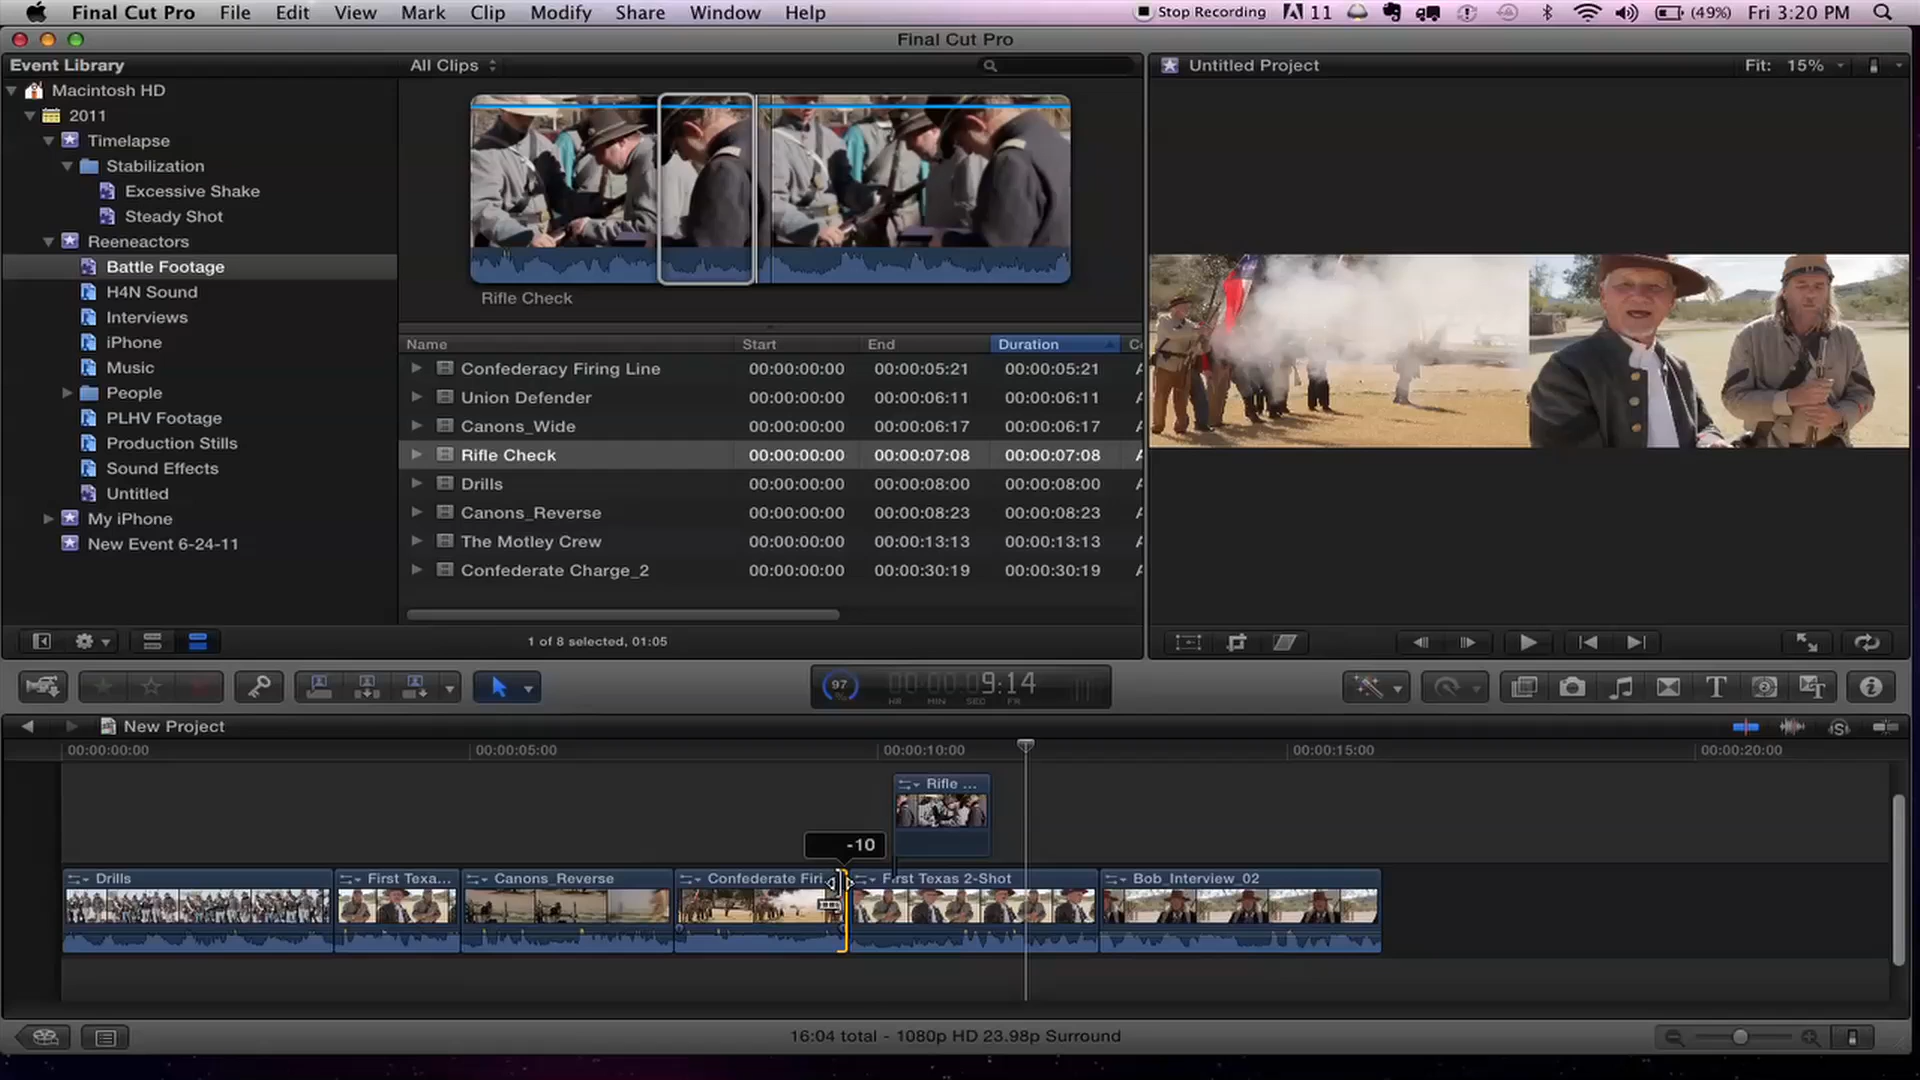 Final Cut Pro File Edit View Mark Clip Modify Share Window Help Stop Recording 11 (49%) Fri 3:20 PM
Final Cut Pro
Event Library
All Clips
Untitled Project
Fit: 15%
Macintosh HD
2011
Timelapse
Stabilization
Excessive Shake
Steady Shot
Reeneactors
Battle Footage
H4N Sound
Interviews
iPhone
Music
People
PLHV Footage
Production Stills
Sound Effects
Untitled
My iPhone
New Event 6-24-11
Rifle Check
Name Start End Duration
Confederacy Firing Line 00:00:00:00 00:00:05:21 00:00:05:21
Union Defender 00:00:00:00 00:00:06:11 00:00:06:11
Canons_Wide 00:00:00:00 00:00:06:17 00:00:06:17
Rifle Check 00:00:00:00 00:00:07:08 00:00:07:08
Drills 00:00:00:00 00:00:08:00 00:00:08:00
Canons_Reverse 00:00:00:00 00:00:08:23 00:00:08:23
The Motley Crew 00:00:00:00 00:00:13:13 00:00:13:13
Confederate Charge_2 00:00:00:00 00:00:30:19 00:00:30:19
1 of 8 selected, 01:05
97 %
00:00:09:14
HR MIN SEC FR
New Project
00:00:00:00 00:00:05:00 00:00:10:00 00:00:15:00 00:00:20:00
Rifle ...
-10
Drills First Texa... Canons_Reverse Confederate Firi... First Texas 2-Shot Bob_Interview_02
16:04 total - 1080p HD 23.98p Surround